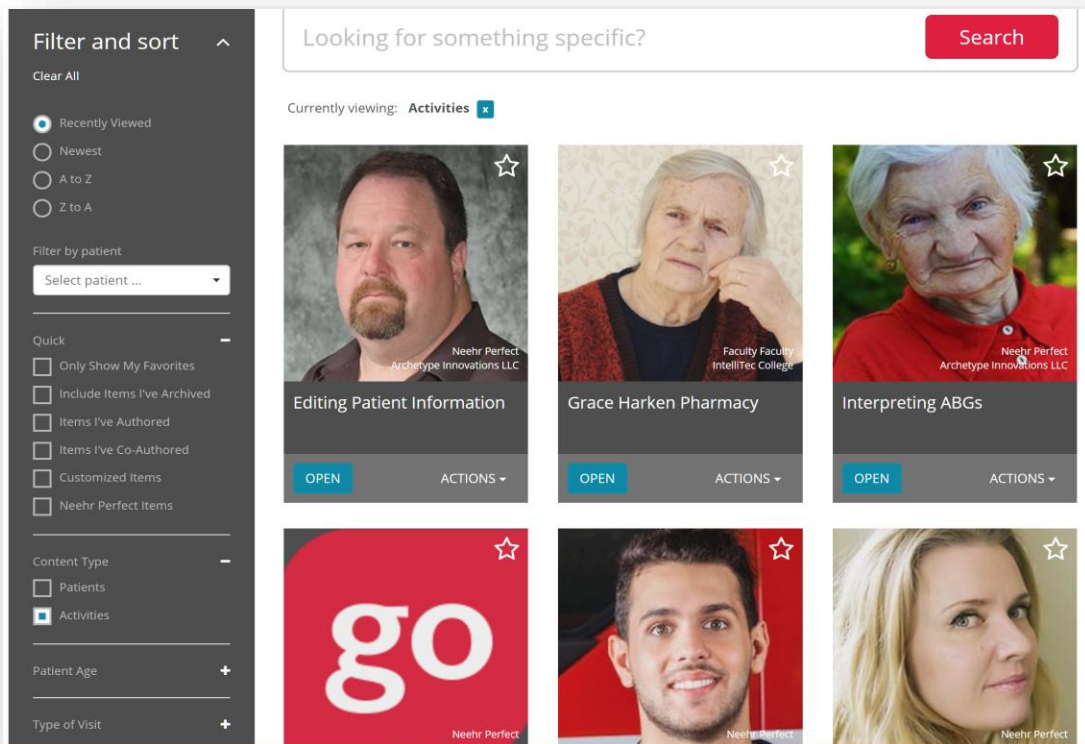 Filter and sort
Clear All
Recently Viewed
Newest
A to Z
Z to A
Filter by patient
Select patient ...
Quick
Only Show My Favorites
Include Items I've Archived
Items I've Authored
Items I've Co-Authored
Customized Items
Neehr Perfect Items
Content Type
Patients
Activities
Patient Age
Type of Visit
Looking for something specific?
Search
Currently viewing: Activities x
Neehr Perfect
Archetype Innovations LLC
Editing Patient Information
OPEN
ACTIONS
Faculty Faculty
IntelliTec College
Grace Harken Pharmacy
OPEN
ACTIONS
Neehr Perfect
Archetype Innovations LLC
Interpreting ABGs
OPEN
ACTIONS
go
Neehr Perfect
Neehr Perfect
Neehr Perfect